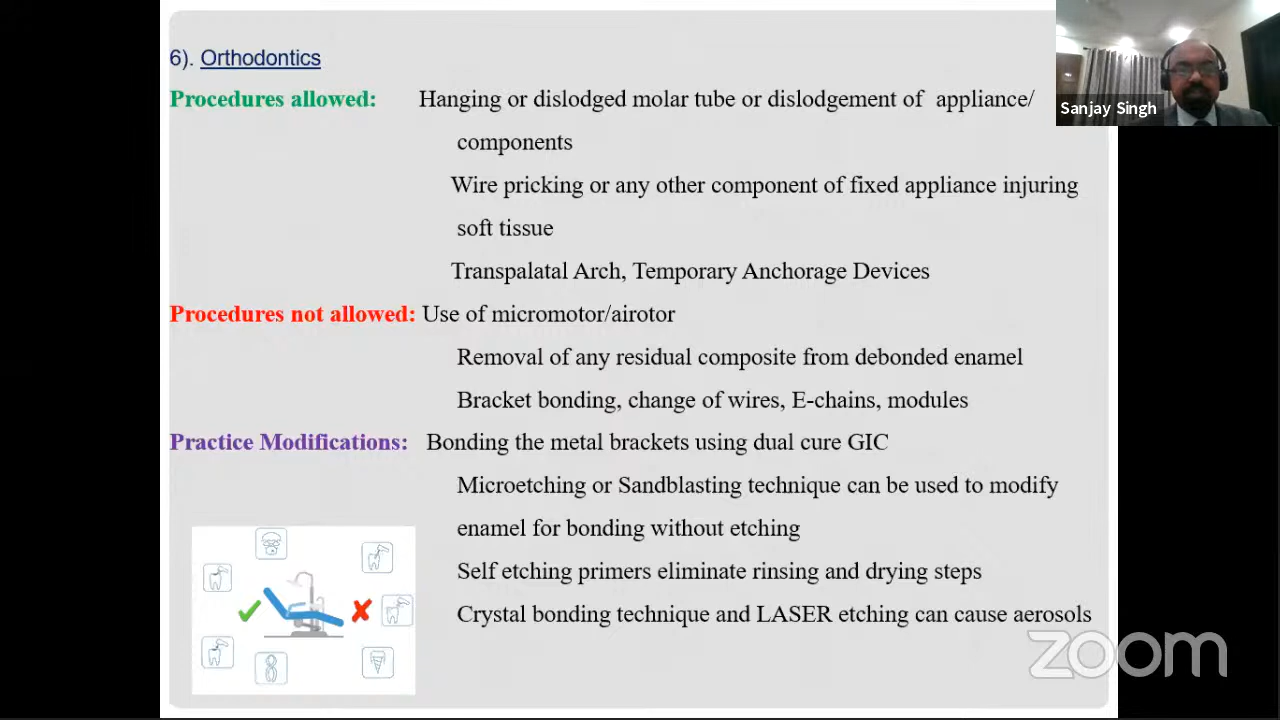 6). Orthodontics
Procedures allowed: Hanging or dislodged molar tube or dislodgement of appliance/
components
Wire pricking or any other component of fixed appliance injuring
soft tissue
Transpalatal Arch, Temporary Anchorage Devices
Procedures not allowed: Use of micromotor/airotor
Removal of any residual composite from debonded enamel
Bracket bonding, change of wires, E-chains, modules
Practice Modifications: Bonding the metal brackets using dual cure GIC
Microetching or Sandblasting technique can be used to modify
enamel for bonding without etching
Self etching primers eliminate rinsing and drying steps
Crystal bonding technique and LASER etching can cause aerosols
Sanjay Singh
zoom